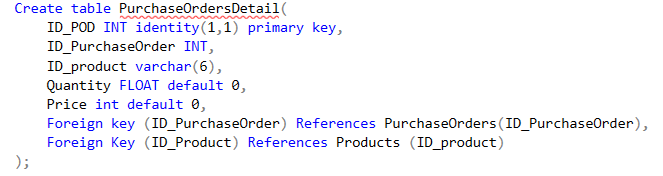 Create table PurchaseOrdersDetail(
ID_POD INT identity(1,1) primary key,
ID_PurchaseOrder INT,
ID_product varchar(6),
Quantity FLOAT default 0,
Price int default 0,
Foreign key (ID_PurchaseOrder) References PurchaseOrders(ID_PurchaseOrder),
Foreign Key (ID_Product) References Products (ID_product)
);